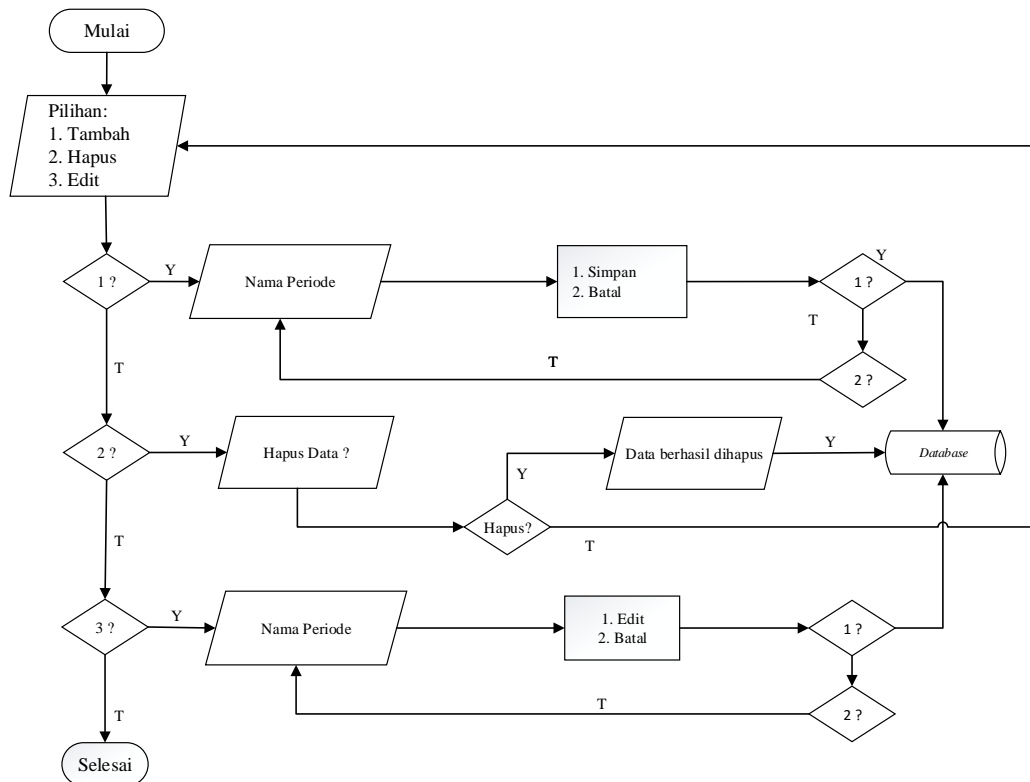 Mulai
Pilihan:
1. Tambah
2. Hapus
3. Edit
1 ?
Y
Nama Periode
1. Simpan
2. Batal
1 ?
Y
T
T
T
2 ?
2 ?
Y
Hapus Data ?
Y
Data berhasil dihapus
Y
Database
Hapus?
T
T
3 ?
Y
Nama Periode
1. Edit
2. Batal
1 ?
T
2 ?
T
Selesai